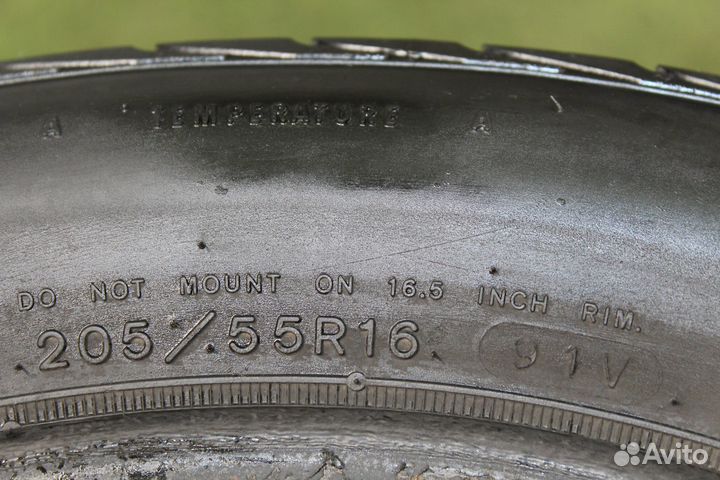 A TEMPERATURE A
DO NOT MOUNT ON 16.5 INCH RIM.
205/55R16 91V
Avito